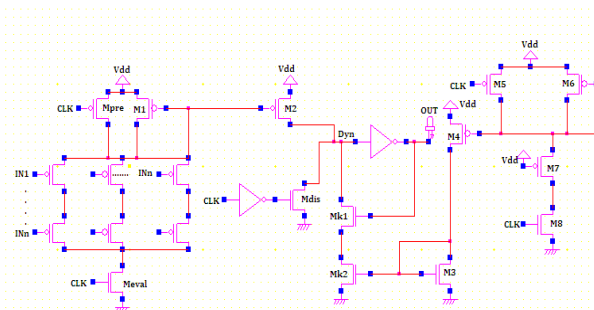 Vdd
Vdd
Vdd
CLK
Mpre
M1
M2
CLK
M5
M6
OUT
Vdd
Dyn
M4
IN1
.......
INn
Vdd
M7
.
.
.
CLK
Mdis
Mk1
INn
CLK
M8
CLK
Meval
Mk2
M3